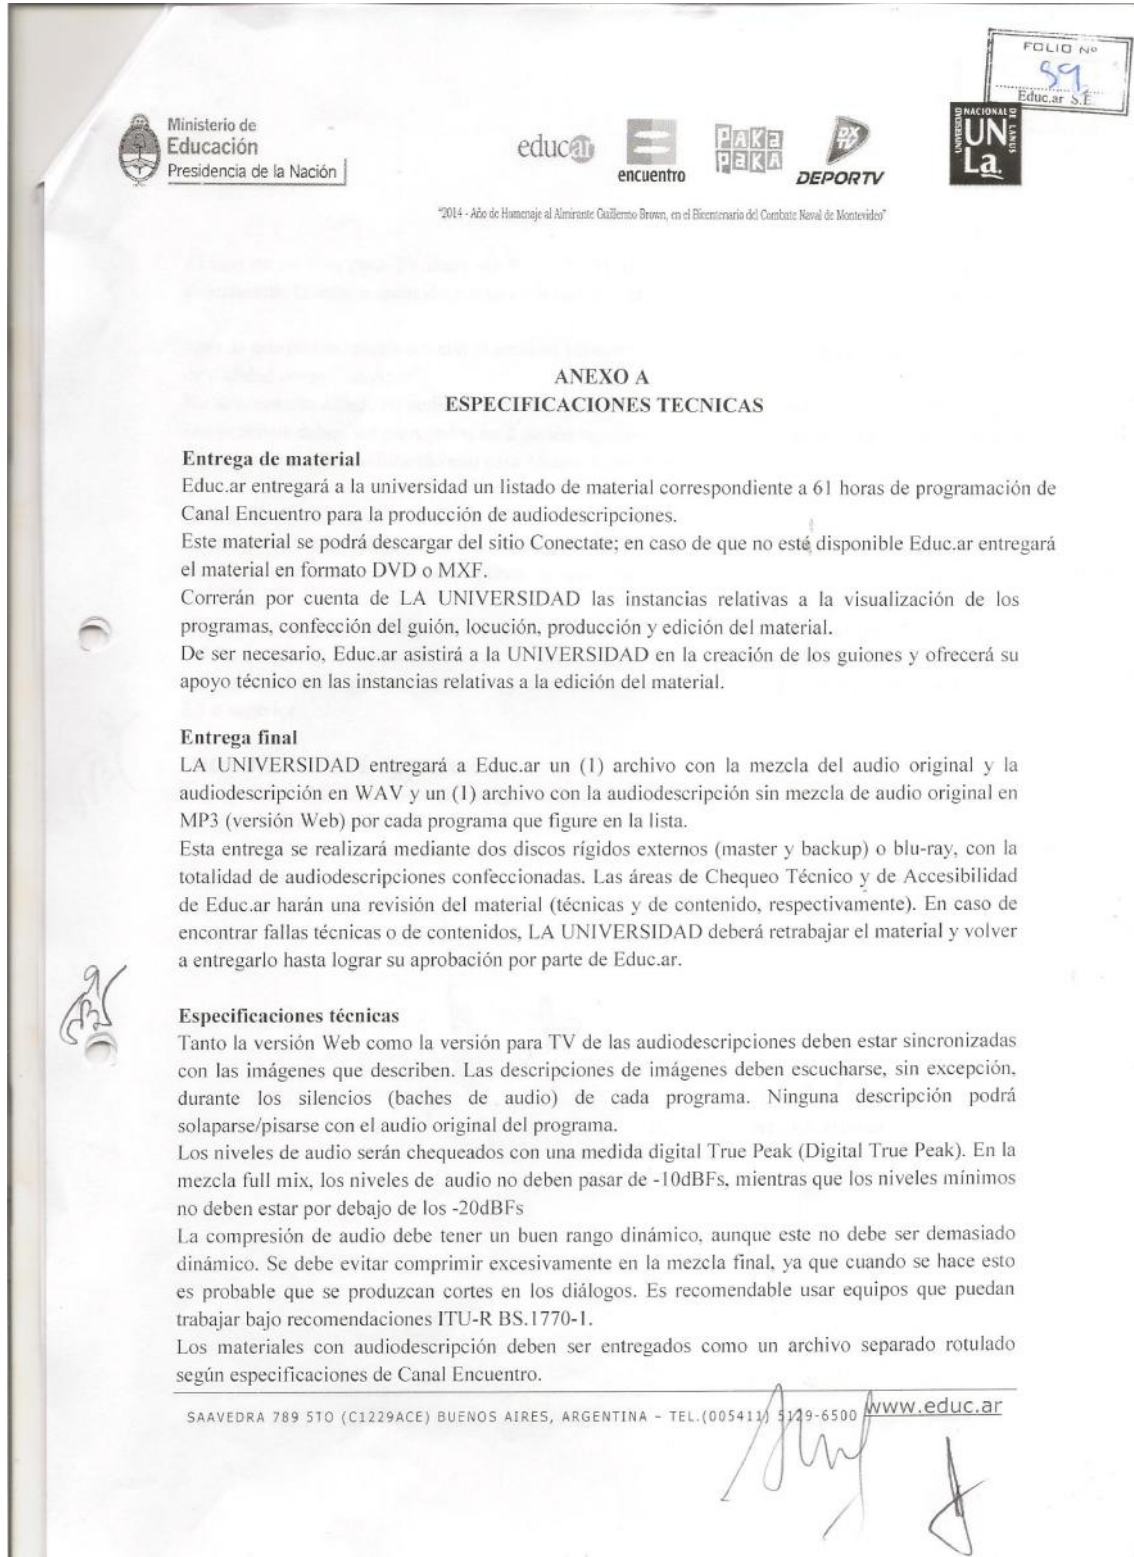 FOLIO Nº
Educ.ar S.E.
Ministerio de
Educación
Presidencia de la Nación
educar
encuentro
PAKA
PAKA
DXTV
DEPORTV
UNIVERSIDAD NACIONAL DE LANUS
UNLa.
"2014 - Año de Homenaje al Almirante Guillermo Brown, en el Bicentenario del Combate Naval de Montevideo"
ANEXO A
ESPECIFICACIONES TECNICAS
Entrega de material
Educ.ar entregará a la universidad un listado de material correspondiente a 61 horas de programación de
Canal Encuentro para la producción de audiodescripciones.
Este material se podrá descargar del sitio Conectate; en caso de que no esté disponible Educ.ar entregará
el material en formato DVD o MXF.
Correrán por cuenta de LA UNIVERSIDAD las instancias relativas a la visualización de los
programas, confección del guión, locución, producción y edición del material.
De ser necesario, Educ.ar asistirá a la UNIVERSIDAD en la creación de los guiones y ofrecerá su
apoyo técnico en las instancias relativas a la edición del material.
Entrega final
LA UNIVERSIDAD entregará a Educ.ar un (1) archivo con la mezcla del audio original y la
audiodescripción en WAV y un (1) archivo con la audiodescripción sin mezcla de audio original en
MP3 (versión Web) por cada programa que figure en la lista.
Esta entrega se realizará mediante dos discos rígidos externos (master y backup) o blu-ray, con la
totalidad de audiodescripciones confeccionadas. Las áreas de Chequeo Técnico y de Accesibilidad
de Educ.ar harán una revisión del material (técnicas y de contenido, respectivamente). En caso de
encontrar fallas técnicas o de contenidos, LA UNIVERSIDAD deberá retrabajar el material y volver
a entregarlo hasta lograr su aprobación por parte de Educ.ar.
Especificaciones técnicas
Tanto la versión Web como la versión para TV de las audiodescripciones deben estar sincronizadas
con las imágenes que describen. Las descripciones de imágenes deben escucharse, sin excepción,
durante los silencios (baches de audio) de cada programa. Ninguna descripción podrá
solaparse/pisarse con el audio original del programa.
Los niveles de audio serán chequeados con una medida digital True Peak (Digital True Peak). En la
mezcla full mix, los niveles de audio no deben pasar de -10dBFs, mientras que los niveles mínimos
no deben estar por debajo de los -20dBFs
La compresión de audio debe tener un buen rango dinámico, aunque este no debe ser demasiado
dinámico. Se debe evitar comprimir excesivamente en la mezcla final, ya que cuando se hace esto
es probable que se produzcan cortes en los diálogos. Es recomendable usar equipos que puedan
trabajar bajo recomendaciones ITU-R BS.1770-1.
Los materiales con audiodescripción deben ser entregados como un archivo separado rotulado
según especificaciones de Canal Encuentro.
SAAVEDRA 789 5TO (C1229ACE) BUENOS AIRES, ARGENTINA - TEL.(005411) 5129-6500 www.educ.ar